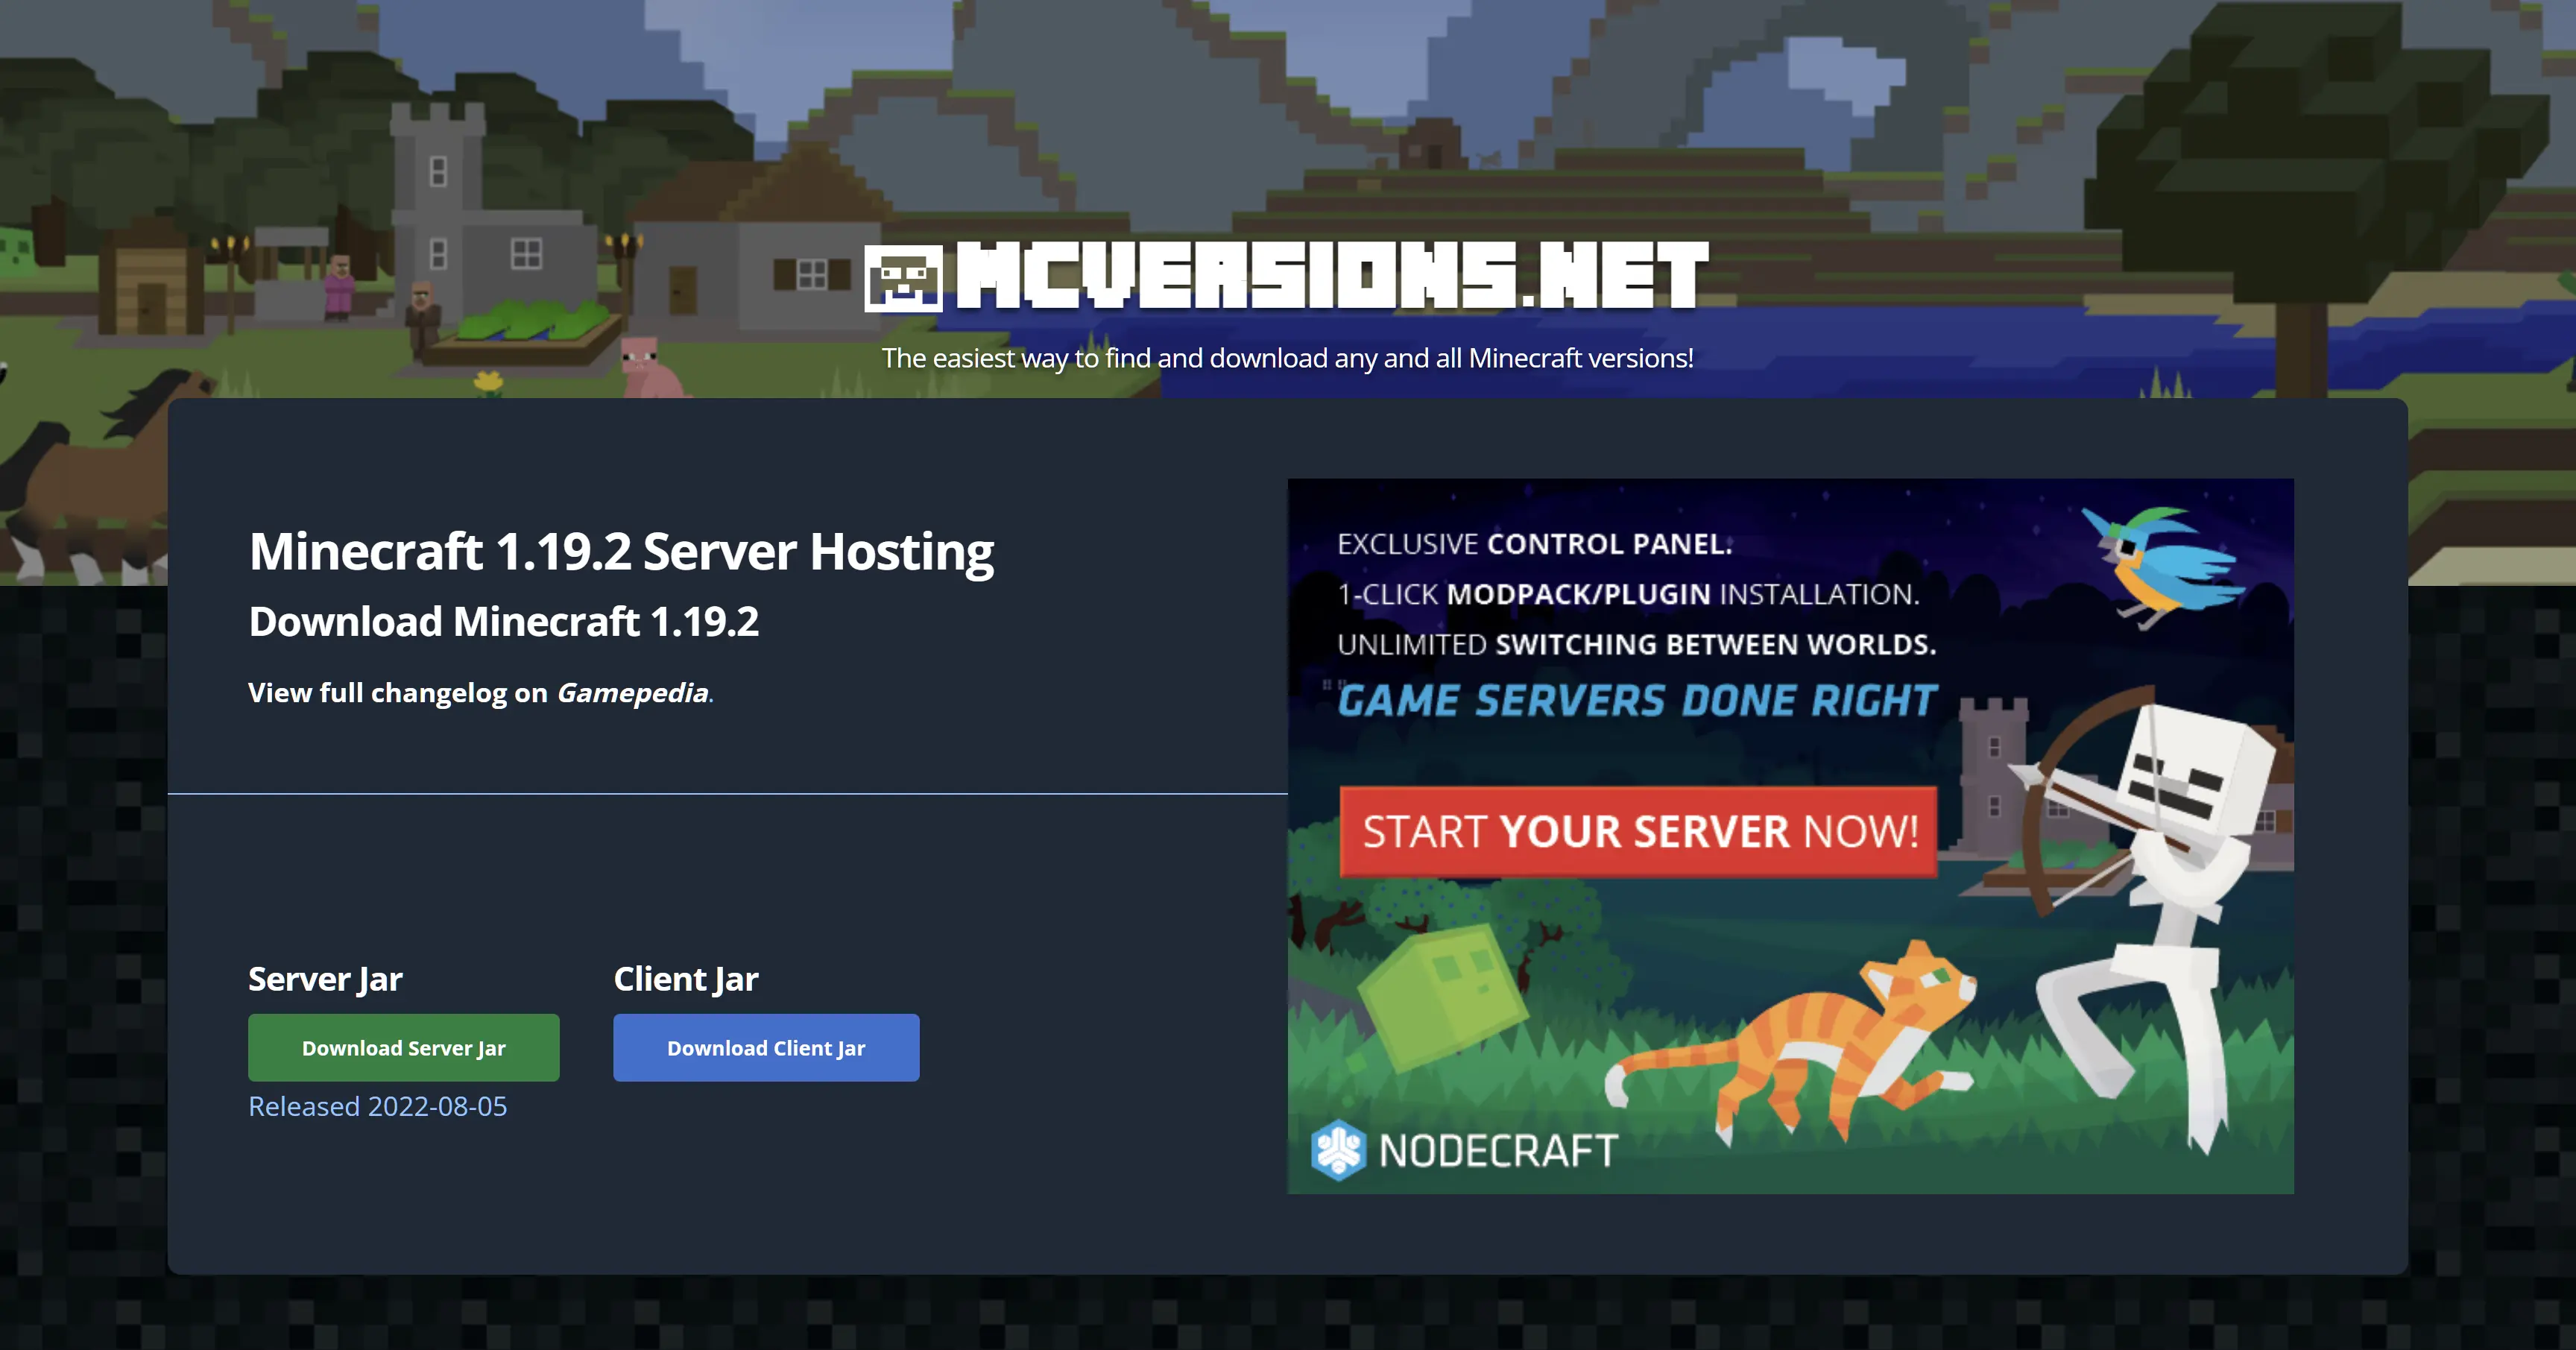 MCVERSIONS.NET
The easiest way to find and download any and all Minecraft versions!
Minecraft 1.19.2 Server Hosting
Download Minecraft 1.19.2
View full changelog on Gamepedia.
Server Jar
Download Server Jar
Released 2022-08-05
Client Jar
Download Client Jar
EXCLUSIVE CONTROL PANEL.
1-CLICK MODPACK/PLUGIN INSTALLATION.
UNLIMITED SWITCHING BETWEEN WORLDS.
GAME SERVERS DONE RIGHT
START YOUR SERVER NOW!
NODECRAFT